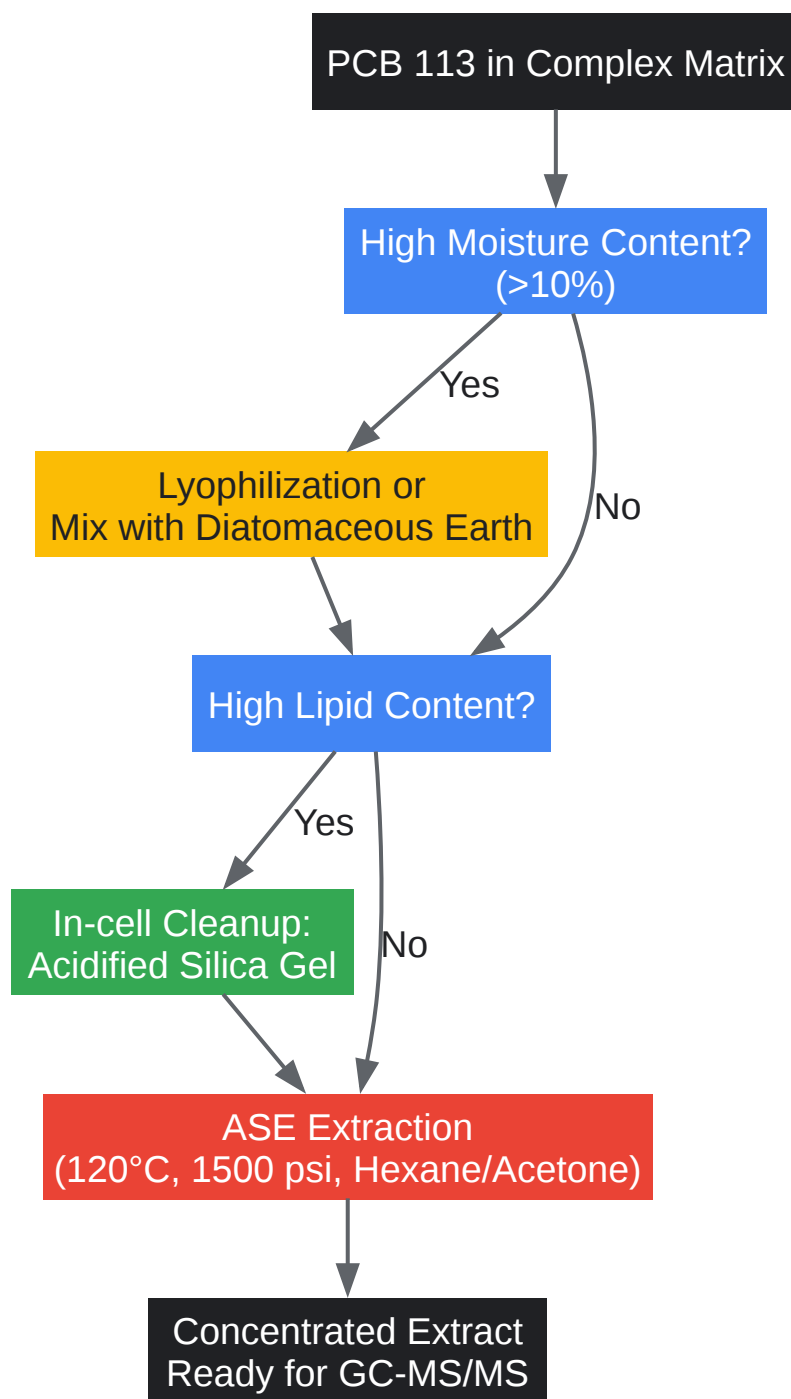 PCB 113 in Complex Matrix
High Moisture Content?
(>10%)
Yes
Lyophilization or
Mix with Diatomaceous Earth
No
High Lipid Content?
Yes
In-cell Cleanup:
Acidified Silica Gel
No
ASE Extraction
(120°C, 1500 psi, Hexane/Acetone)
Concentrated Extract
Ready for GC-MS/MS